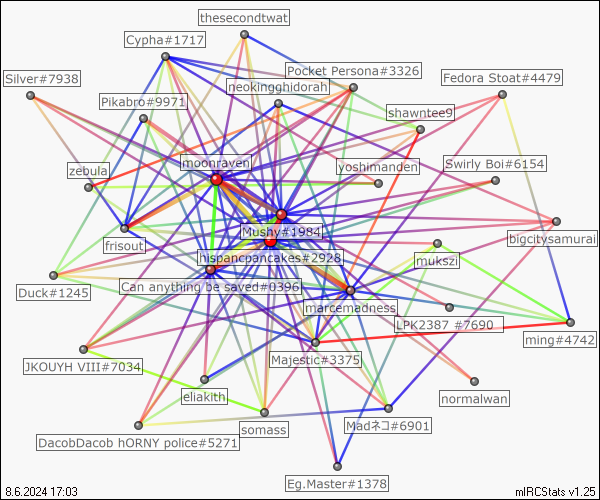 thesecondtwat
Cypha#1717
Pocket Persona#3326
Silver#7938
neokingghidorah
Fedora Stoat#4479
Pikabro#9971
shawntee9
moonraven
yoshimanden
Swirly Boi#6154
zebula
Mushy#1984
frisout
bigcitysamurai
hispancpancakes#2928
mukszi
Can anything be saved#0396
Duck#1245
marcemadness
LPK2387 #7690
ming#4742
Majestic#3375
JKOUYH VIII#7034
eliakith
normalwan
somass
Madネコ#6901
DacobDacob hORNY police#5271
Eg.Master#1378
8.6.2024 17:03
mIRCStats v1.25